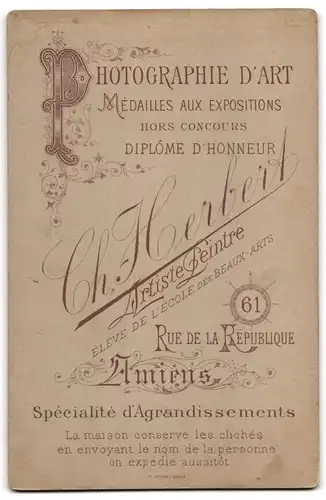 PHOTOGRAPHIE D'ART
MÉDAILLES AUX EXPOSITIONS
HORS CONCOURS
DIPLÔME D'HONNEUR
Ch. Herbert
Artiste Peintre
ÉLÈVE DE L'ÉCOLE DES BEAUX-ARTS
61
RUE DE LA RÉPUBLIQUE
Amiens
Spécialité d'Agrandissements
La maison conserve les clichés
en envoyant le nom de la personne
on expédie aussitôt